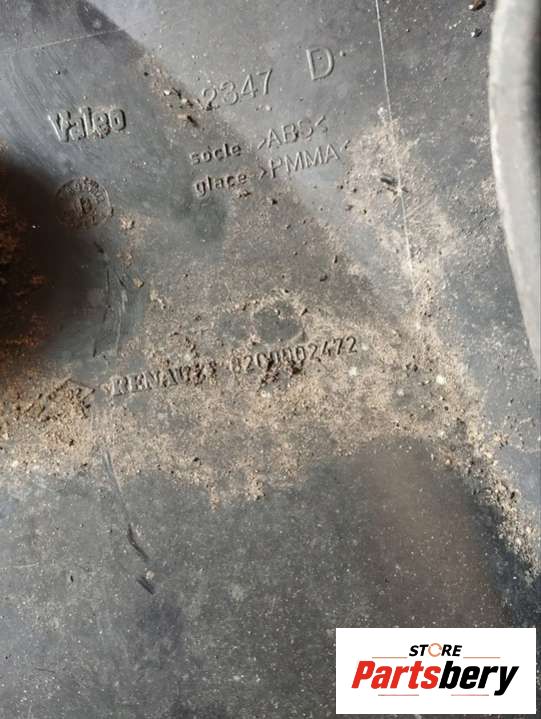 Valeo
2347 D
socle >ABS<
glace >PMMA<
RENAULT 8200002472
STORE
Partsbery